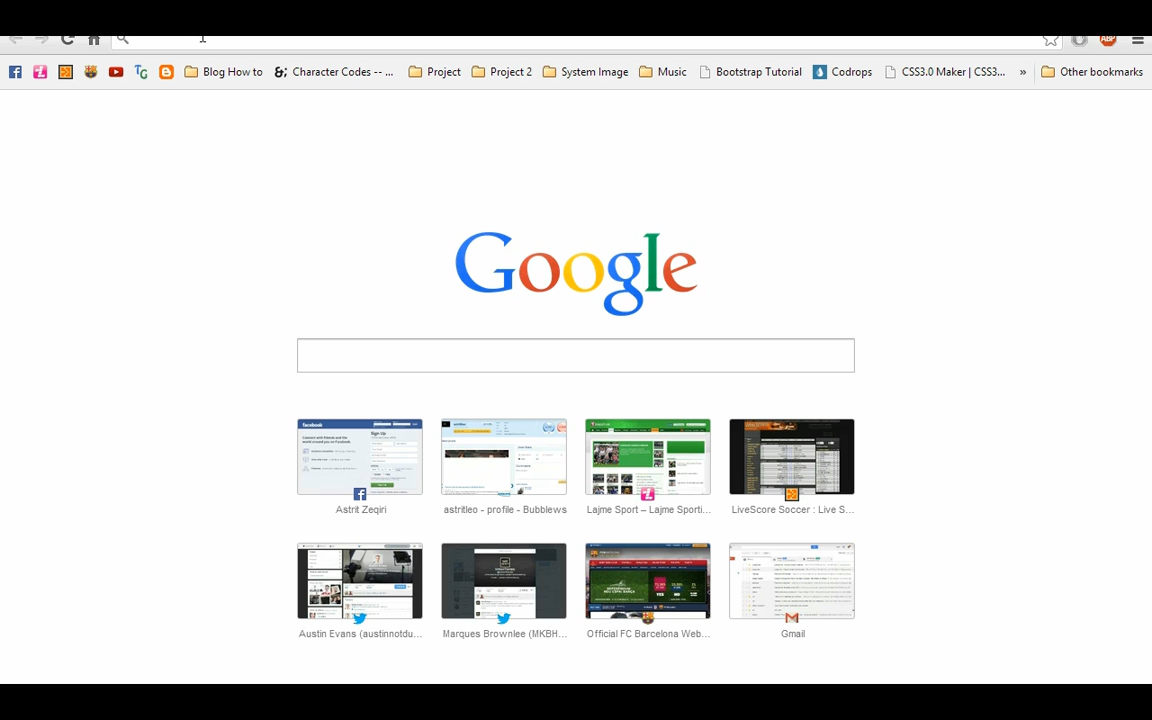 ABP
Blog How to
Character Codes -- ...
Project
Project 2
System Image
Music
Bootstrap Tutorial
Codrops
CSS3.0 Maker | CSS3...
»
Other bookmarks
Google
facebook
Astrit Zeqiri
astritleo - profile - Bubblews
Lajme Sport – Lajme Sporti...
LiveScore Soccer : Live S...
Austin Evans (austinnotdu...
Marques Brownlee (MKBH...
Official FC Barcelona Web...
Gmail